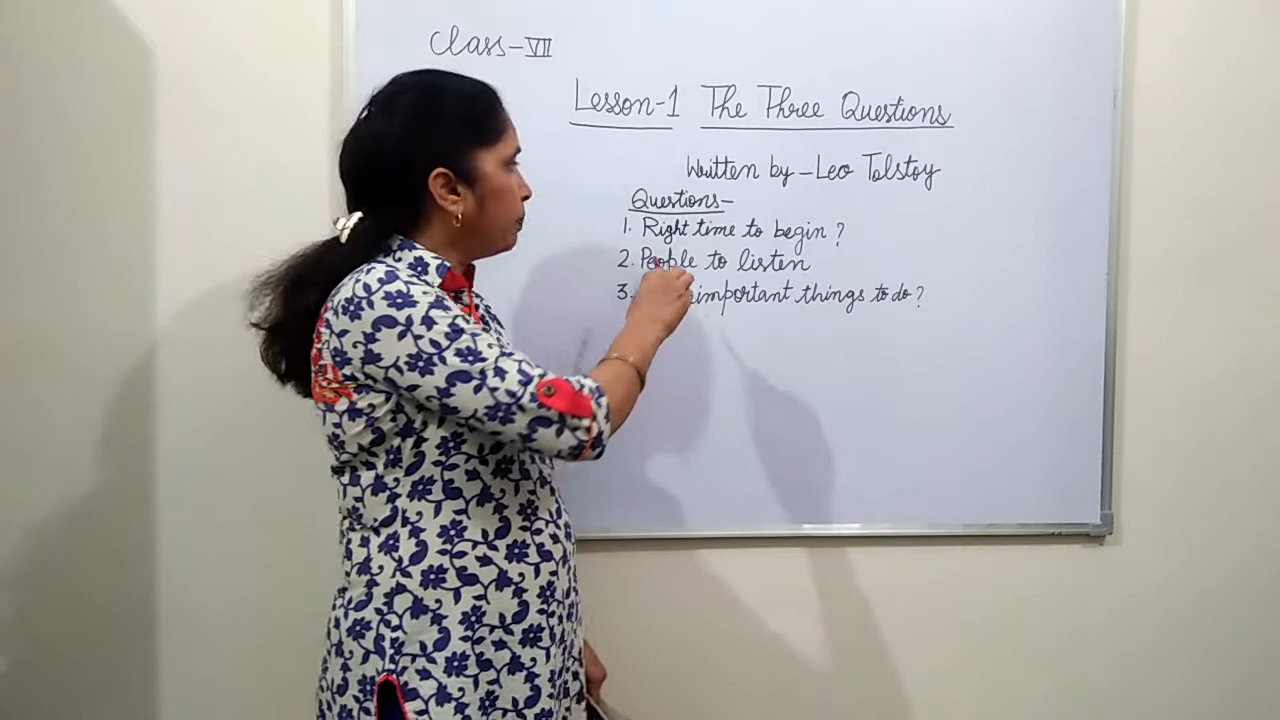 Class-VII
Lesson-1 The Three Questions
Written by - Leo Tolstoy
Questions-
1. Right time to begin?
2. People to listen
3. important things to do?